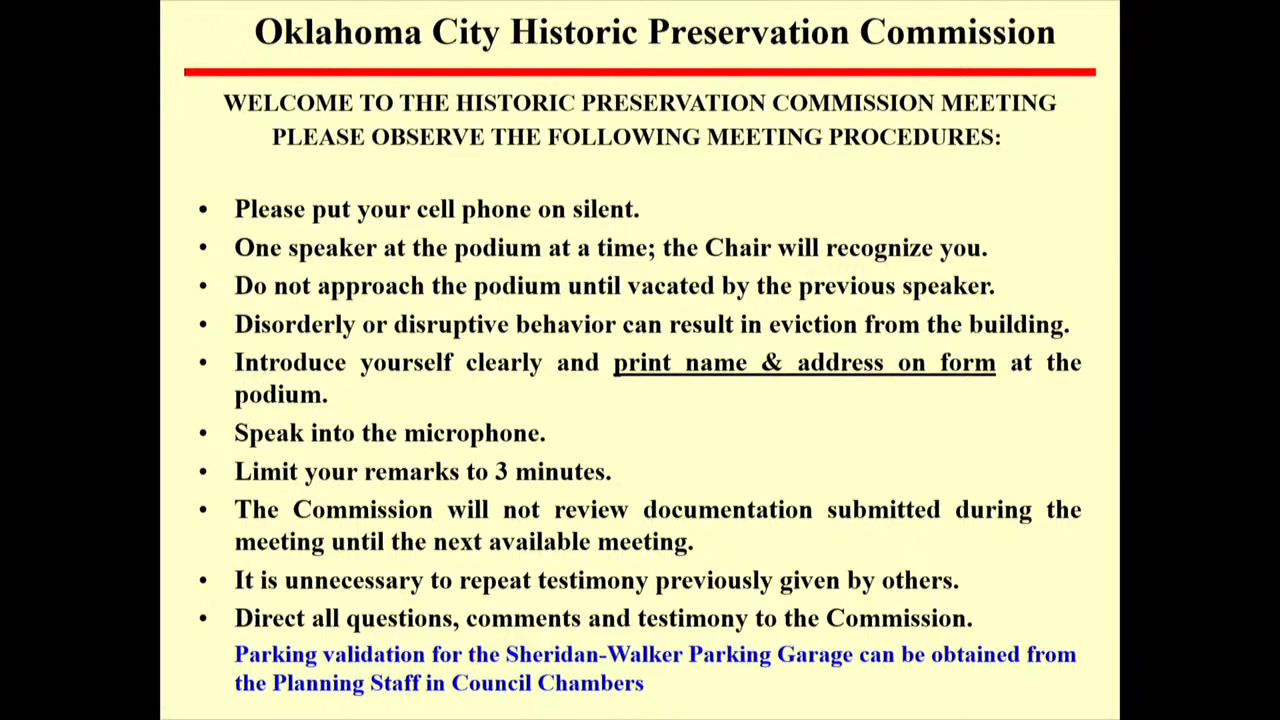 Oklahoma City Historic Preservation Commission
WELCOME TO THE HISTORIC PRESERVATION COMMISSION MEETING
PLEASE OBSERVE THE FOLLOWING MEETING PROCEDURES:
• Please put your cell phone on silent.
• One speaker at the podium at a time; the Chair will recognize you.
• Do not approach the podium until vacated by the previous speaker.
• Disorderly or disruptive behavior can result in eviction from the building.
• Introduce yourself clearly and print name & address on form at the
podium.
• Speak into the microphone.
• Limit your remarks to 3 minutes.
• The Commission will not review documentation submitted during the
meeting until the next available meeting.
• It is unnecessary to repeat testimony previously given by others.
• Direct all questions, comments and testimony to the Commission.
Parking validation for the Sheridan-Walker Parking Garage can be obtained from
the Planning Staff in Council Chambers